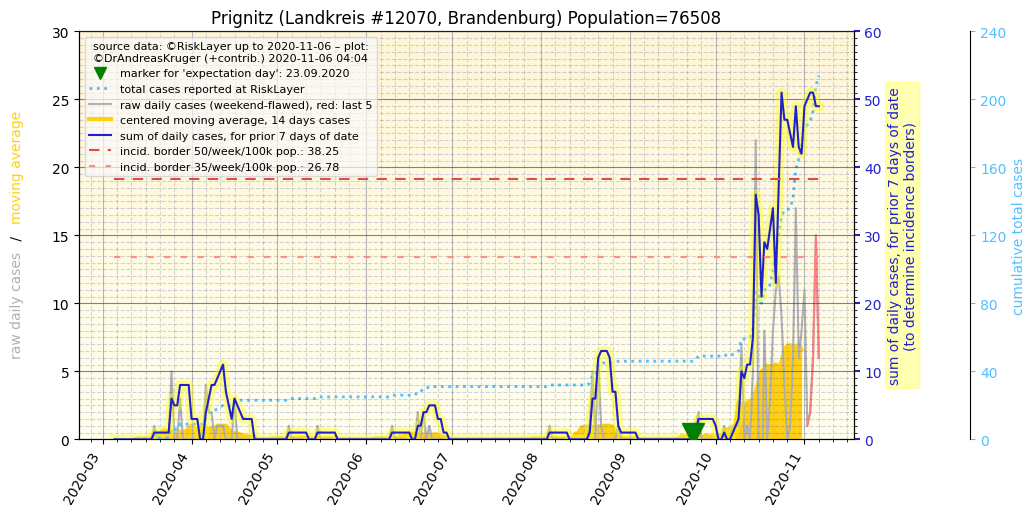 Prignitz (Landkreis #12070, Brandenburg) Population=76508
source data: ©RiskLayer up to 2020-11-06 – plot:
©DrAndreasKruger (+contrib.) 2020-11-06 04:04
marker for 'expectation day': 23.09.2020
total cases reported at RiskLayer
raw daily cases (weekend-flawed), red: last 5
centered moving average, 14 days cases
sum of daily cases, for prior 7 days of date
incid. border 50/week/100k pop.: 38.25
incid. border 35/week/100k pop.: 26.78
raw daily cases / moving average
30
25
20
15
10
5
0
60
50
40
30
20
10
0
sum of daily cases, for prior 7 days of date
(to determine incidence borders)
240
200
160
120
80
40
0
cumulative total cases
2020-03
2020-04
2020-05
2020-06
2020-07
2020-08
2020-09
2020-10
2020-11